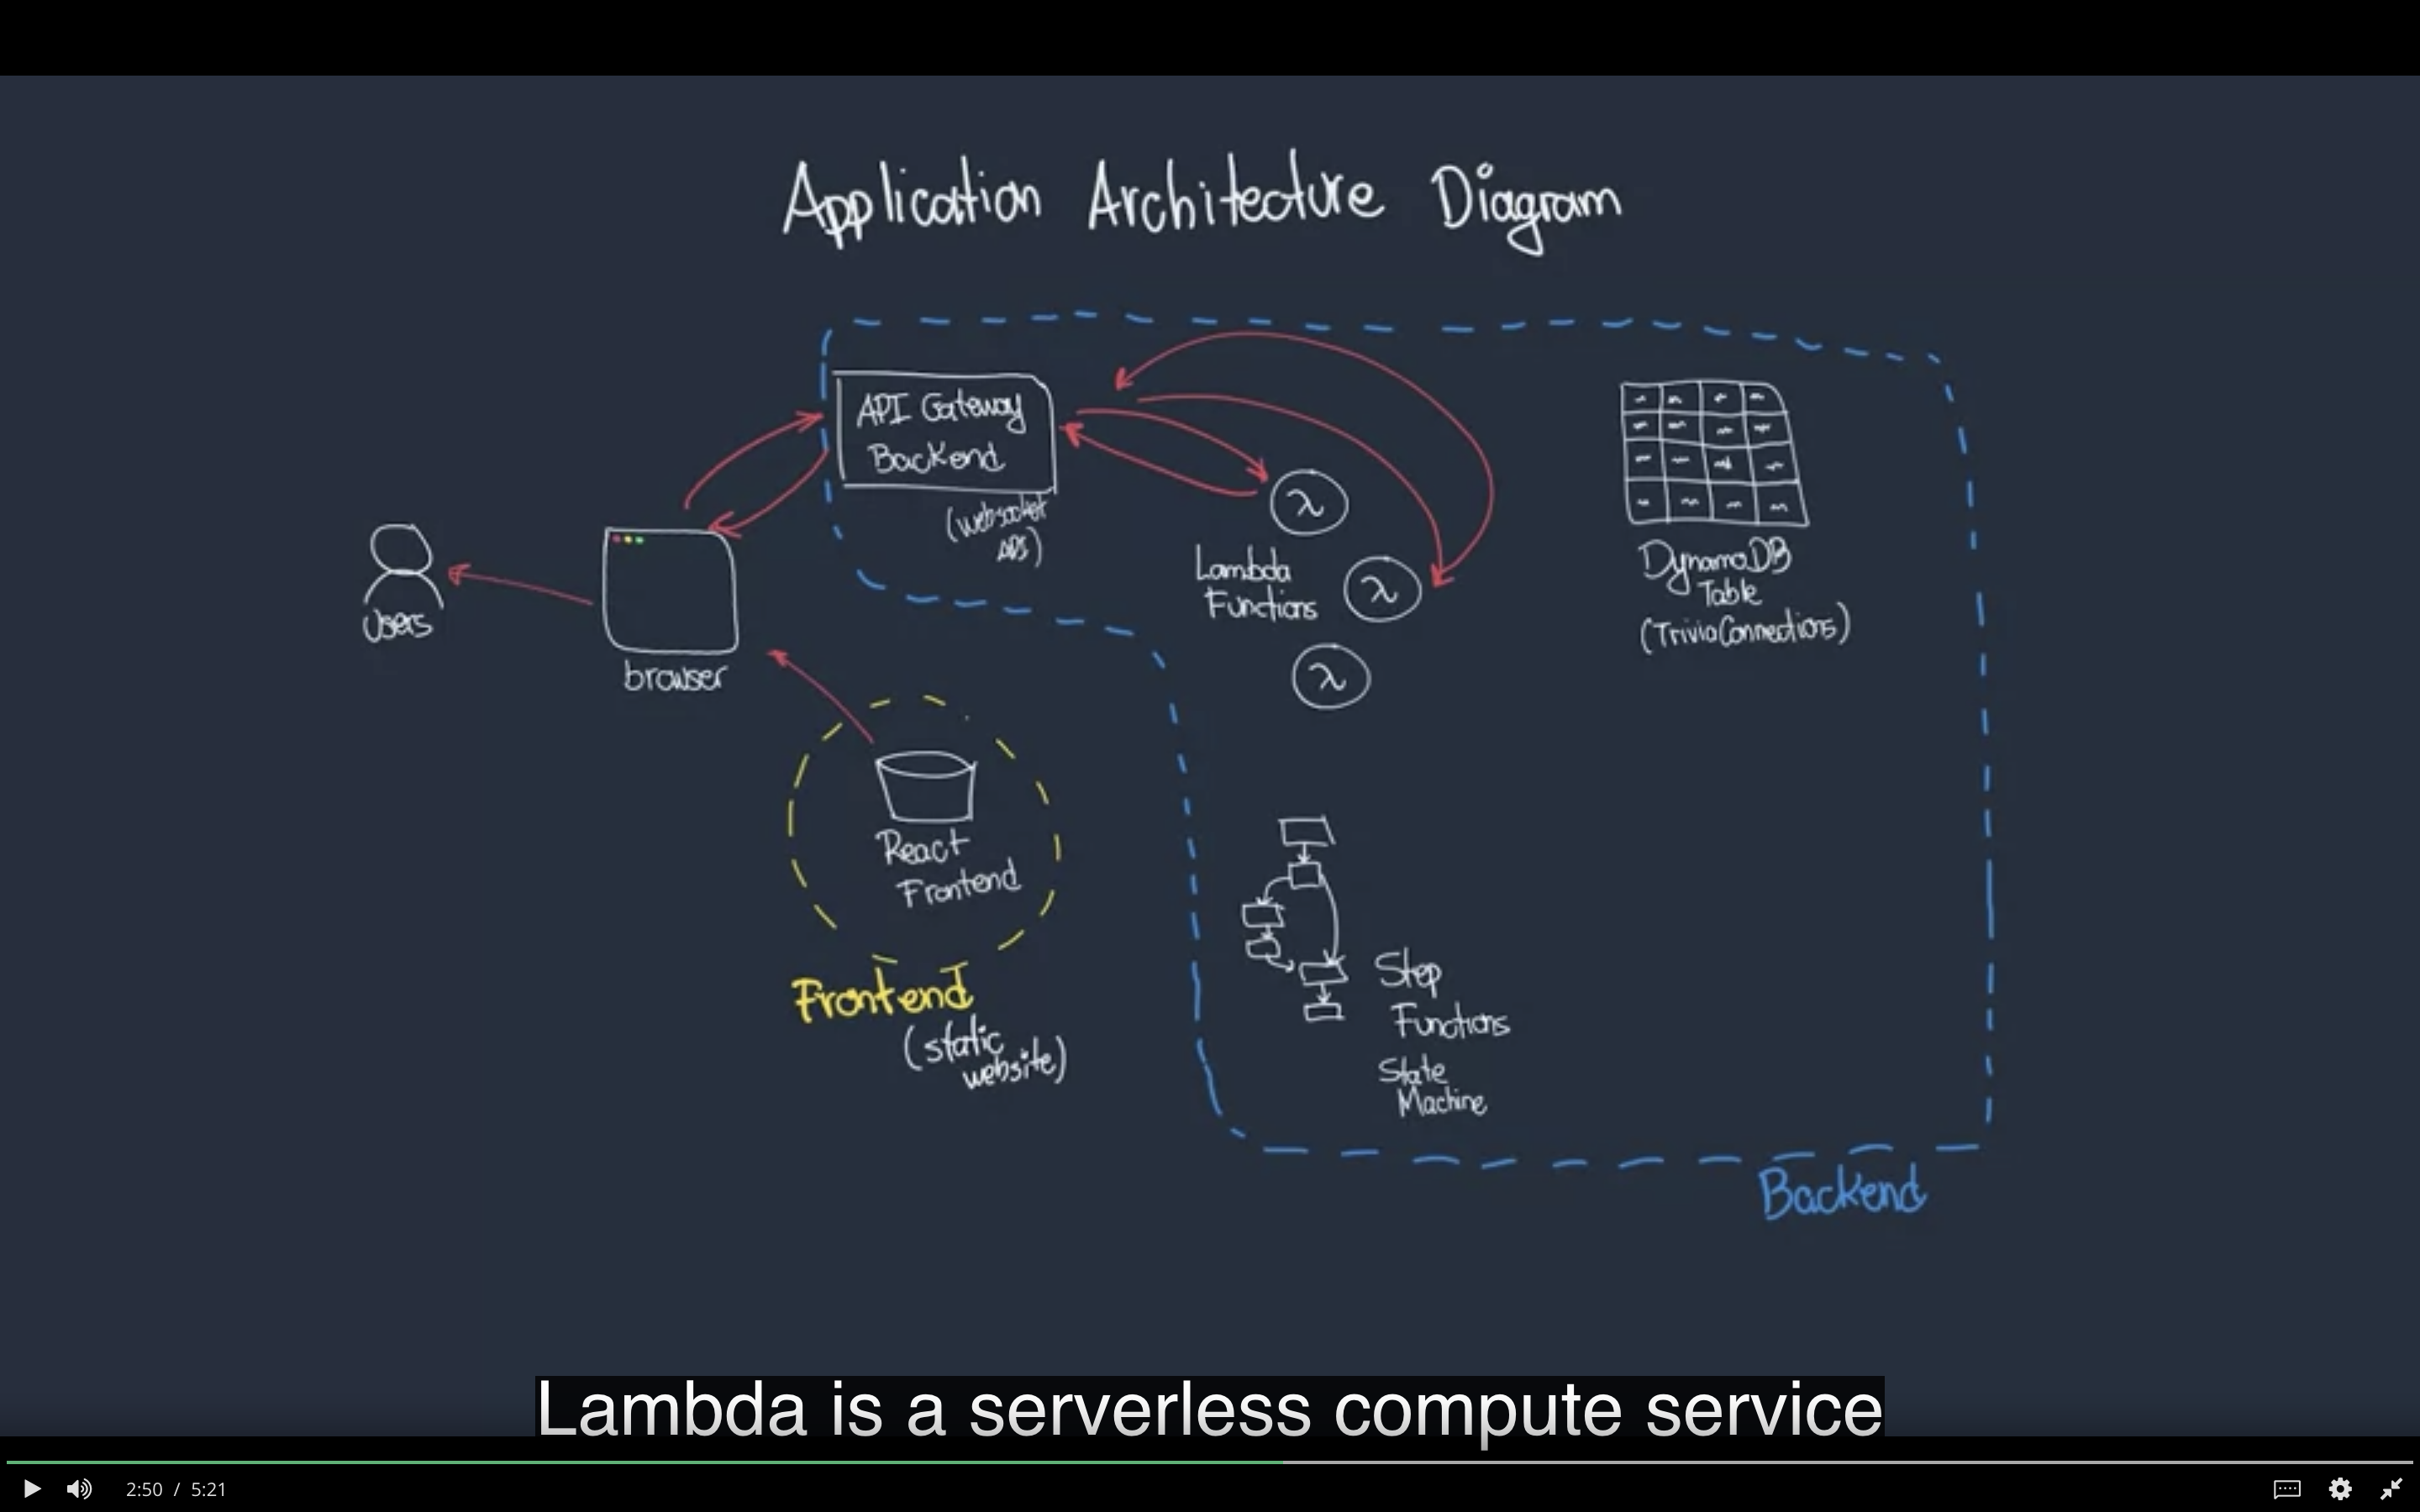 Application Architecture Diagram
API Gateway
Backend
(Websocket
API)
Users
browser
λ
Lambda
Functions
λ
λ
DynamoDB
Table
(TriviaConnections)
React
Frontend
Frontend
(static
website)
Step
Functions
State
Machine
Backend
Lambda is a serverless compute service
2:50 / 5:21